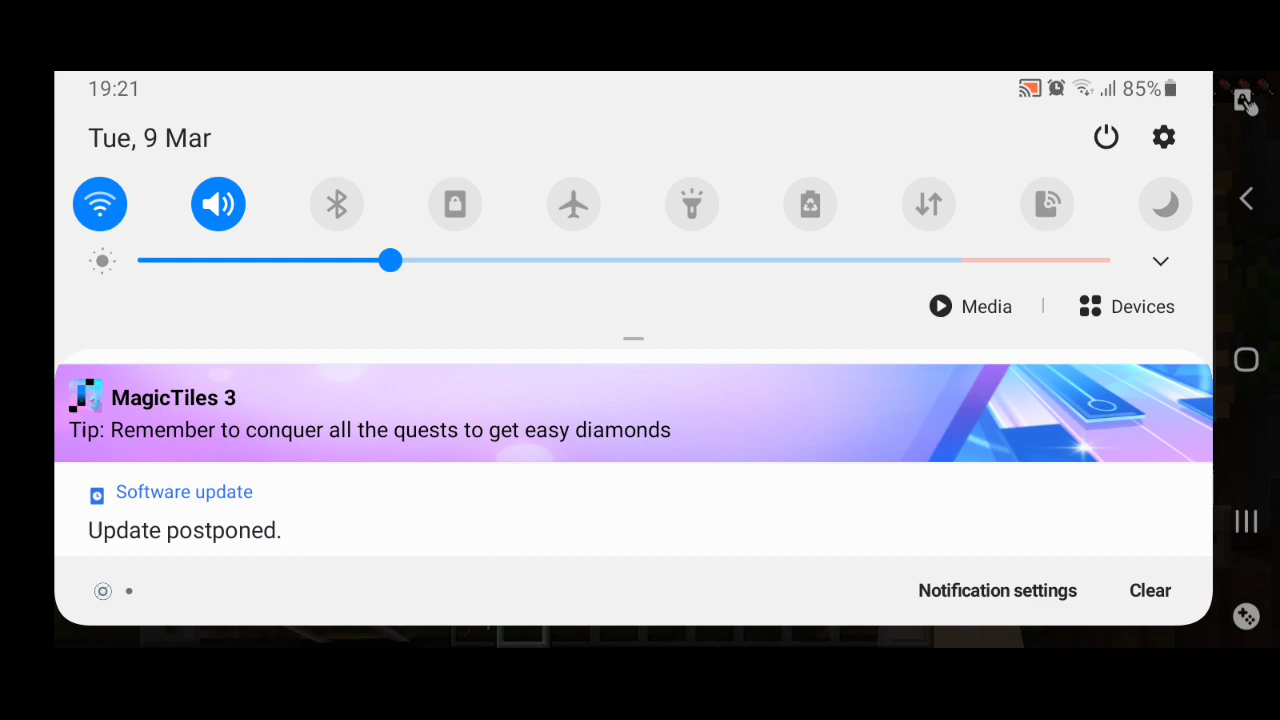 19:21
85%
Tue, 9 Mar
Media
Devices
MagicTiles 3
Tip: Remember to conquer all the quests to get easy diamonds
Software update
Update postponed.
Notification settings
Clear